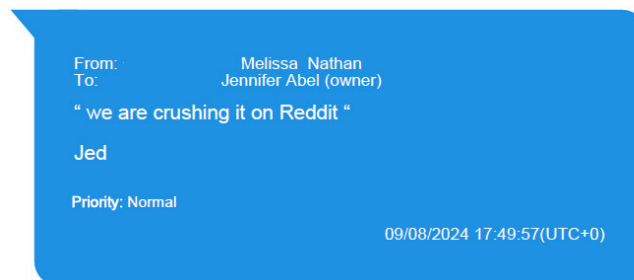 From: Melissa Nathan
To: Jennifer Abel (owner)
“ we are crushing it on Reddit “
Jed
Priority: Normal
09/08/2024 17:49:57(UTC+0)